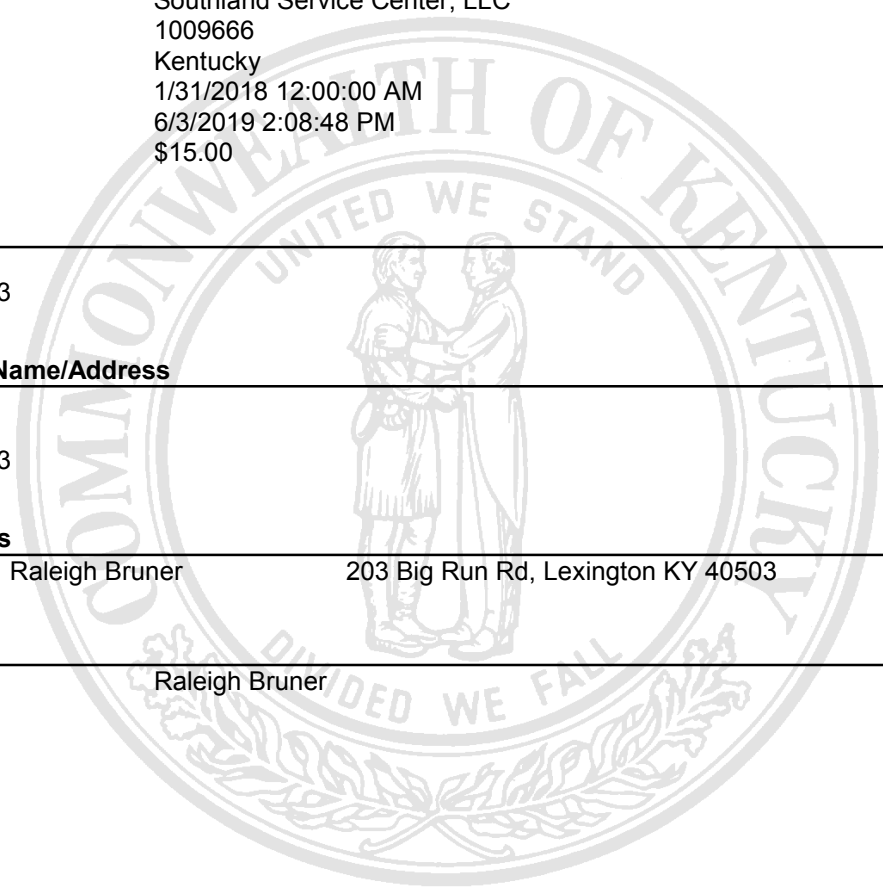 Southland Service Center, LLC
1009666
Kentucky
1/31/2018 12:00:00 AM
6/3/2019 2:08:48 PM
$15.00
COMMONWEALTH OF KENTUCKY
UNITED WE STAND
3
Name/Address
3
s
Raleigh Bruner 203 Big Run Rd, Lexington KY 40503
Raleigh Bruner
DIVIDED WE FALL